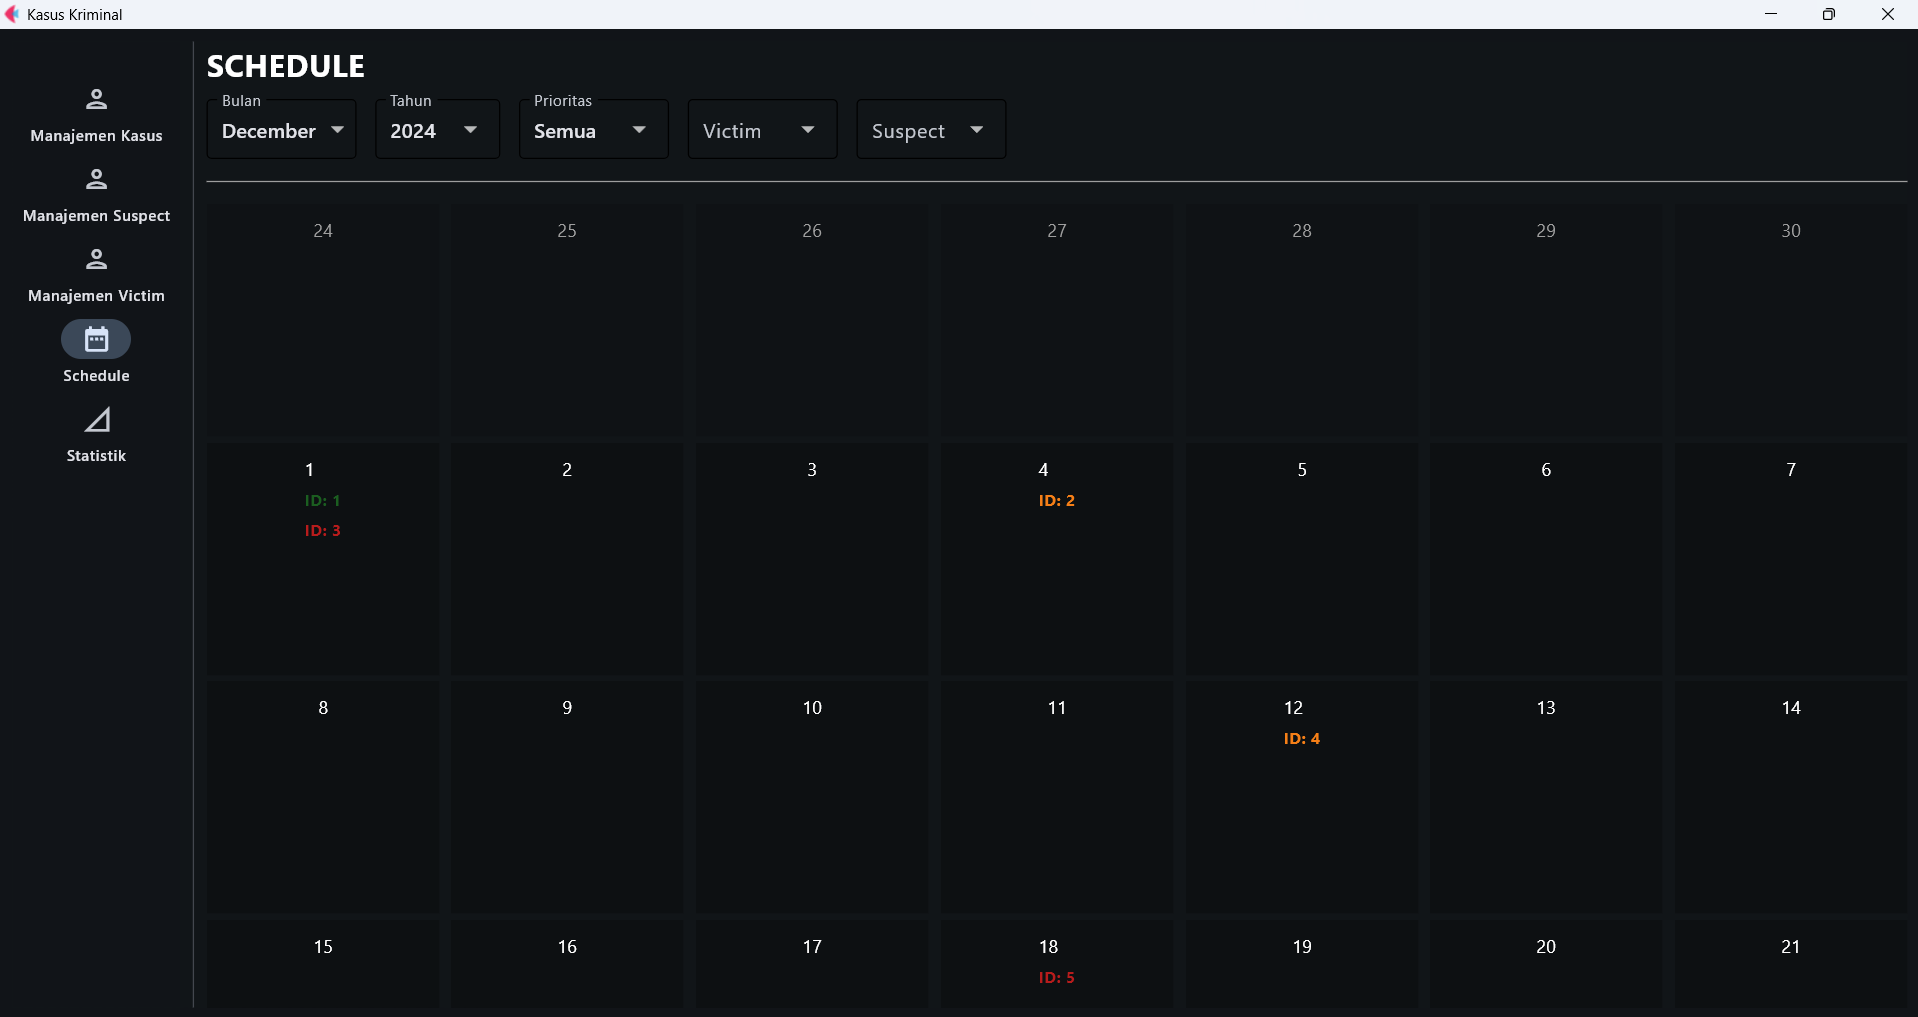 Kasus Kriminal
Manajemen Kasus
Manajemen Suspect
Manajemen Victim
Schedule
Statistik
SCHEDULE
Bulan Tahun Prioritas
December 2024 Semua Victim Suspect
24 25 26 27 28 29 30
1 2 3 4 5 6 7
ID: 1 ID: 2
ID: 3
8 9 10 11 12 13 14
ID: 4
15 16 17 18 19 20 21
ID: 5